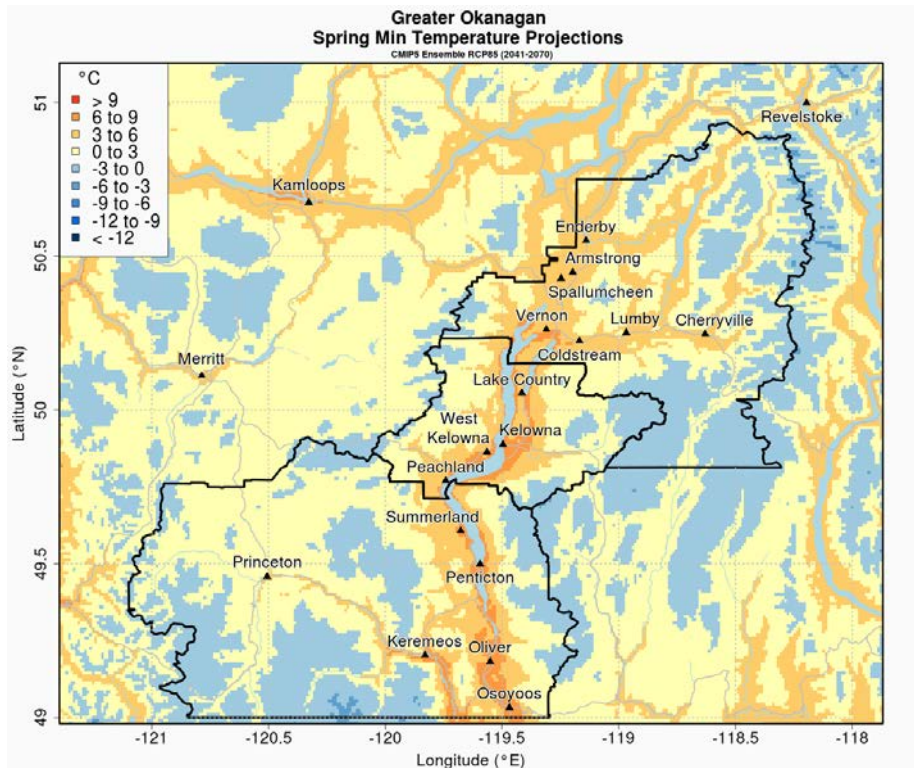 Greater Okanagan
Spring Min Temperature Projections
CMIP5 Ensemble RCP85 (2041-2070)
°C
> 9
6 to 9
3 to 6
0 to 3
-3 to 0
-6 to -3
-9 to -6
-12 to -9
< -12
Revelstoke
Kamloops
Enderby
Armstrong
Spallumcheen
Vernon
Lumby
Cherryville
Coldstream
Merritt
Lake Country
West
Kelowna
Kelowna
Peachland
Summerland
Princeton
Penticton
Keremeos
Oliver
Osoyoos
51
50.5
50
49.5
49
Latitude (°N)
-121
-120.5
-120
-119.5
-119
-118.5
-118
Longitude (°E)